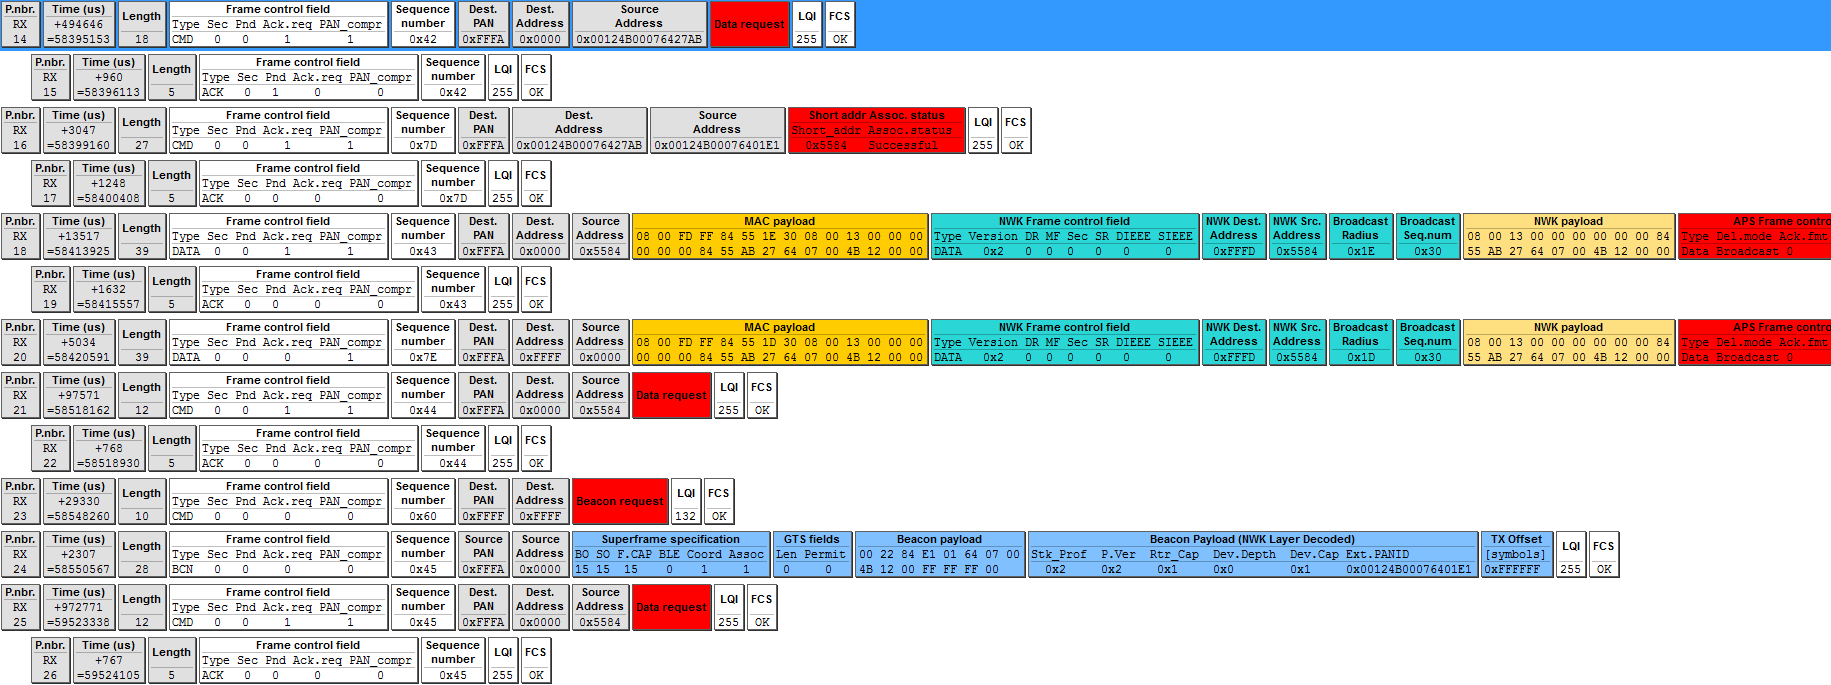 P.nbr. Time (us) Length Frame control field Sequence Dest. Dest. Source LQI FCS
RX +494646 Type Sec Pnd Ack.req PAN_compr number PAN Address Address Data request
14 =58395153 18 CMD 0 0 1 1 0x42 0xFFFA 0x0000 0x00124B00076427AB 255 OK
P.nbr. Time (us) Length Frame control field Sequence LQI FCS
RX +960 Type Sec Pnd Ack.req PAN_compr number
15 =58396113 5 ACK 0 1 0 0 0x42 255 OK
P.nbr. Time (us) Length Frame control field Sequence Dest. Dest. Source Short addr Assoc. status LQI FCS
RX +3047 Type Sec Pnd Ack.req PAN_compr number PAN Address Address Short_addr Assoc.status
16 =58399160 27 CMD 0 0 1 1 0x7D 0xFFFA 0x00124B00076427AB 0x00124B00076401E1 0x5584 Successful 255 OK
P.nbr. Time (us) Length Frame control field Sequence LQI FCS
RX +1248 Type Sec Pnd Ack.req PAN_compr number
17 =58400408 5 ACK 0 0 0 0 0x7D 255 OK
P.nbr. Time (us) Length Frame control field Sequence Dest. Dest. Source MAC payload NWK Frame control field NWK Dest. NWK Src. Broadcast Broadcast NWK payload APS Frame contro
RX +13517 Type Sec Pnd Ack.req PAN_compr number PAN Address Address 08 00 FD FF 84 55 1E 30 08 00 13 00 00 00 Type Version DR MF Sec SR DIEEE SIEEE Address Address Radius Seq.num 08 00 13 00 00 00 00 00 00 84 Type Del.mode Ack.fmt
18 =58413925 39 DATA 0 0 1 1 0x43 0xFFFA 0x0000 0x5584 00 00 00 84 55 AB 27 64 07 00 4B 12 00 00 DATA 0x2 0 0 0 0 0 0 0xFFFD 0x5584 0x1E 0x30 55 AB 27 64 07 00 4B 12 00 00 Data Broadcast 0
P.nbr. Time (us) Length Frame control field Sequence LQI FCS
RX +1632 Type Sec Pnd Ack.req PAN_compr number
19 =58415557 5 ACK 0 0 0 0 0x43 255 OK
P.nbr. Time (us) Length Frame control field Sequence Dest. Dest. Source MAC payload NWK Frame control field NWK Dest. NWK Src. Broadcast Broadcast NWK payload APS Frame contro
RX +5034 Type Sec Pnd Ack.req PAN_compr number PAN Address Address 08 00 FD FF 84 55 1D 30 08 00 13 00 00 00 Type Version DR MF Sec SR DIEEE SIEEE Address Address Radius Seq.num 08 00 13 00 00 00 00 00 00 84 Type Del.mode Ack.fmt
20 =58420591 39 DATA 0 0 0 1 0x7E 0xFFFA 0xFFFF 0x0000 00 00 00 84 55 AB 27 64 07 00 4B 12 00 00 DATA 0x2 0 0 0 0 0 0 0xFFFD 0x5584 0x1D 0x30 55 AB 27 64 07 00 4B 12 00 00 Data Broadcast 0
P.nbr. Time (us) Length Frame control field Sequence Dest. Dest. Source LQI FCS
RX +97571 Type Sec Pnd Ack.req PAN_compr number PAN Address Address Data request
21 =58518162 12 CMD 0 0 1 1 0x44 0xFFFA 0x0000 0x5584 255 OK
P.nbr. Time (us) Length Frame control field Sequence LQI FCS
RX +768 Type Sec Pnd Ack.req PAN_compr number
22 =58518930 5 ACK 0 0 0 0 0x44 255 OK
P.nbr. Time (us) Length Frame control field Sequence Dest. Dest. LQI FCS
RX +29330 Type Sec Pnd Ack.req PAN_compr number PAN Address Beacon request
23 =58548260 10 CMD 0 0 0 0 0x60 0xFFFF 0xFFFF 132 OK
P.nbr. Time (us) Length Frame control field Sequence Source Source Superframe specification GTS fields Beacon payload Beacon Payload (NWK Layer Decoded) TX Offset LQI FCS
RX +2307 Type Sec Pnd Ack.req PAN_compr number PAN Address BO SO F.CAP BLE Coord Assoc Len Permit 00 22 84 E1 01 64 07 00 Stk_Prof P.Ver Rtr_Cap Dev.Depth Dev.Cap Ext.PANID [symbols]
24 =58550567 28 BCN 0 0 0 0 0x45 0xFFFA 0x0000 15 15 15 0 1 1 0 0 4B 12 00 FF FF FF 00 0x2 0x2 0x1 0x0 0x1 0x00124B00076401E1 0xFFFFFF 255 OK
P.nbr. Time (us) Length Frame control field Sequence Dest. Dest. Source LQI FCS
RX +972771 Type Sec Pnd Ack.req PAN_compr number PAN Address Address Data request
25 =59523338 12 CMD 0 0 1 1 0x45 0xFFFA 0x0000 0x5584 255 OK
P.nbr. Time (us) Length Frame control field Sequence LQI FCS
RX +767 Type Sec Pnd Ack.req PAN_compr number
26 =59524105 5 ACK 0 0 0 0 0x45 255 OK